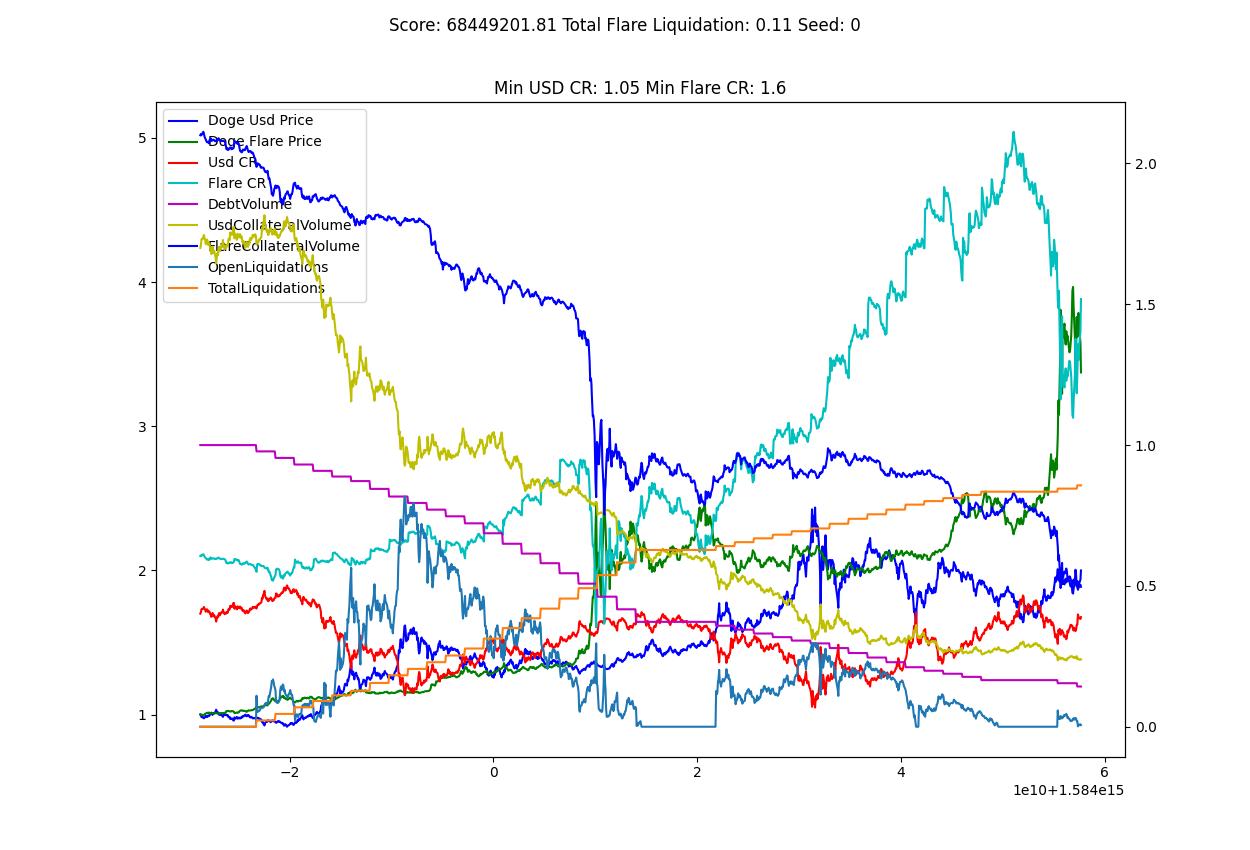 Score: 68449201.81 Total Flare Liquidation: 0.11 Seed: 0
Min USD CR: 1.05 Min Flare CR: 1.6
Doge Usd Price
Doge Flare Price
Usd CR
Flare CR
DebtVolume
UsdCollateralVolume
FlareCollateralVolume
OpenLiquidations
TotalLiquidations
5
4
3
2
1
2.0
1.5
1.0
0.5
0.0
−2
0
2
4
6
1e10+1.584e15